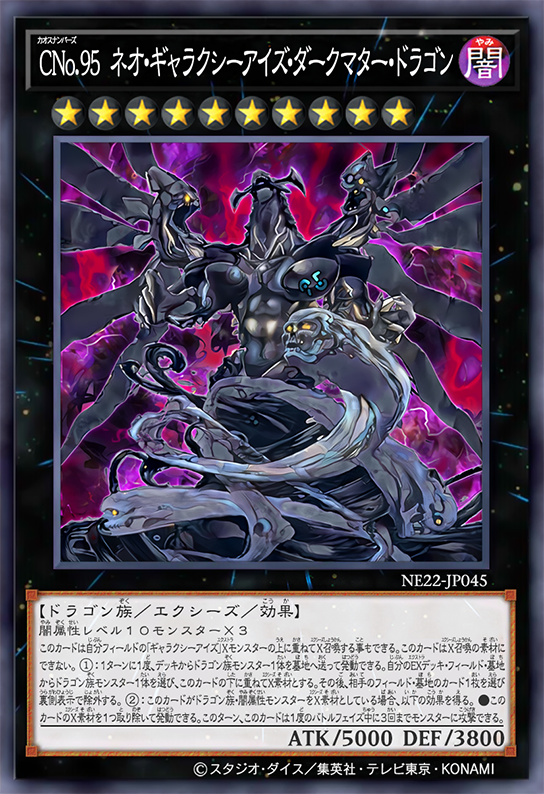 カオスナンバーズ
CNo.95 ネオ・ギャラクシーアイズ・ダークマター・ドラゴン
やみ
闇
95
NE22-JP045
【ドラゴン族／エクシーズ／効果】
闇属性レベル１０モンスター×３
このカードは自分フィールドの「ギャラクシーアイズ」Xモンスターの上に重ねてX召喚する事もできる。このカードはX召喚の素材に
できない。①：1ターンに1度、デッキからドラゴン族モンスター1体を墓地へ送って発動できる。自分のEXデッキ・フィールド・墓地
からドラゴン族モンスター1体を選び、このカードの下に重ねてX素材とする。その後、相手のフィールド・墓地のカード1枚を選び
裏側表示で除外する。②：このカードがドラゴン族・闇属性モンスターをX素材としている場合、以下の効果を得る。●このカー
ドのX素材を1つ取り除いて発動できる。このターン、このカードは1度のバトルフェイズ中に3回までモンスターに攻撃できる。
ATK/5000 DEF/3800
©スタジオ・ダイス/集英社・テレビ東京・KONAMI